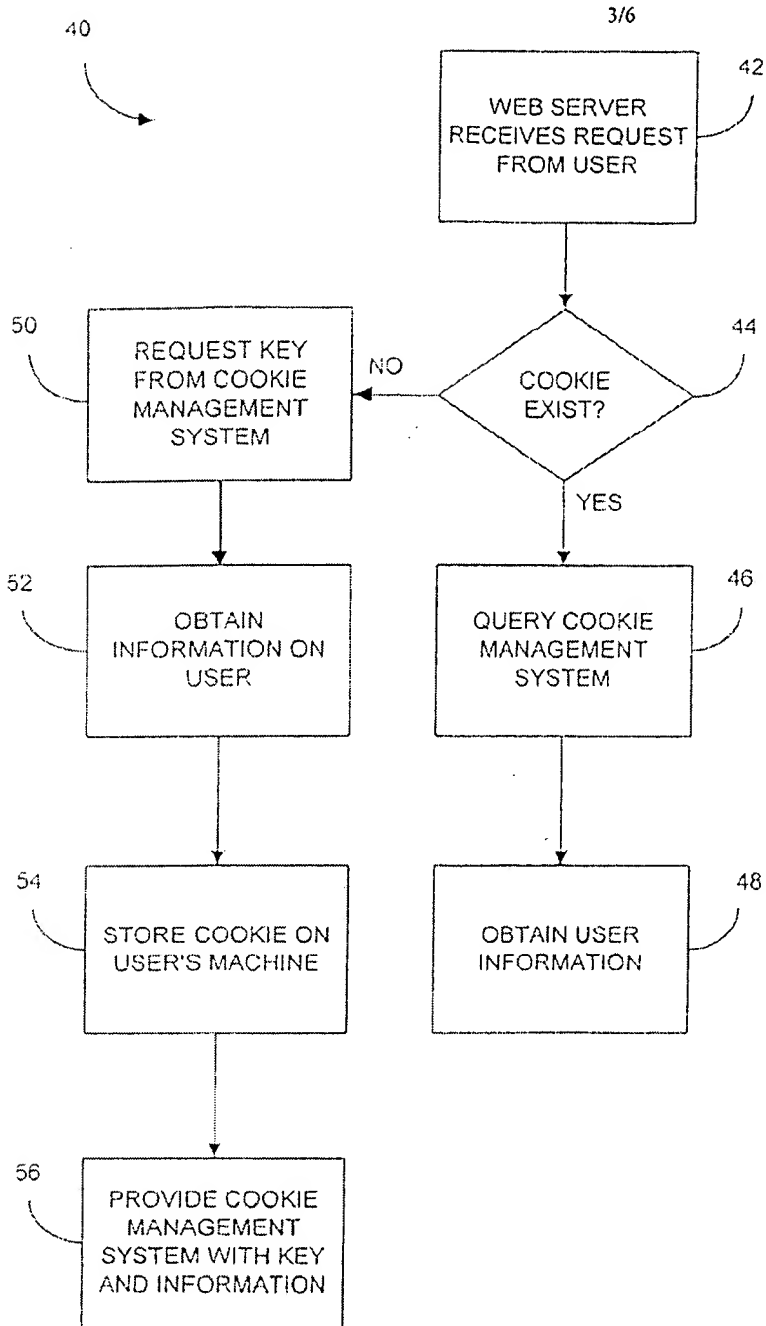 40
3/6
42
WEB SERVER
RECEIVES REQUEST
FROM USER
50
REQUEST KEY
FROM COOKIE
MANAGEMENT
SYSTEM
NO
COOKIE
EXIST?
44
YES
52
OBTAIN
INFORMATION ON
USER
QUERY COOKIE
MANAGEMENT
SYSTEM
46
54
STORE COOKIE ON
USER'S MACHINE
OBTAIN USER
INFORMATION
48
56
PROVIDE COOKIE
MANAGEMENT
SYSTEM WITH KEY
AND INFORMATION